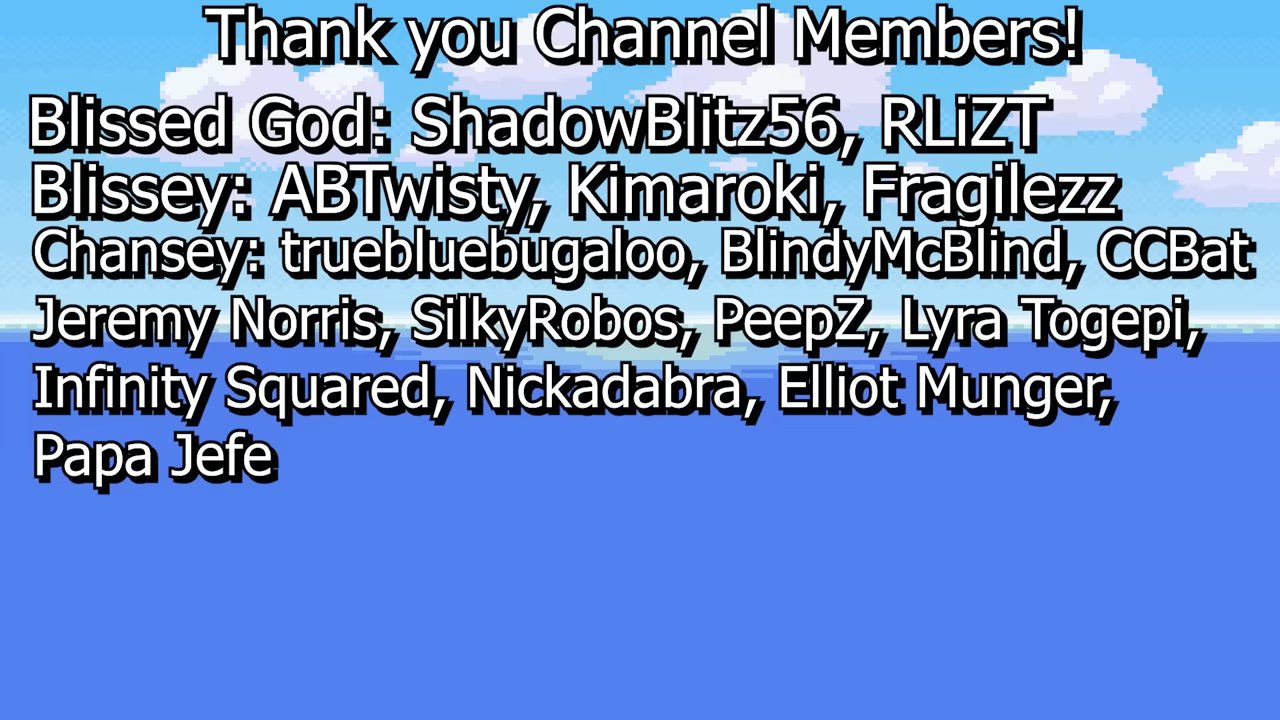 Thank you Channel Members!
Blissed God: ShadowBlitz56, RLiZT
Blissey: ABTwisty, Kimaroki, Fragilezz
Chansey: truebluebugaloo, BlindyMcBlind, CCBat
Jeremy Norris, SilkyRobos, PeepZ, Lyra Togepi,
Infinity Squared, Nickadabra, Elliot Munger,
Papa Jefe